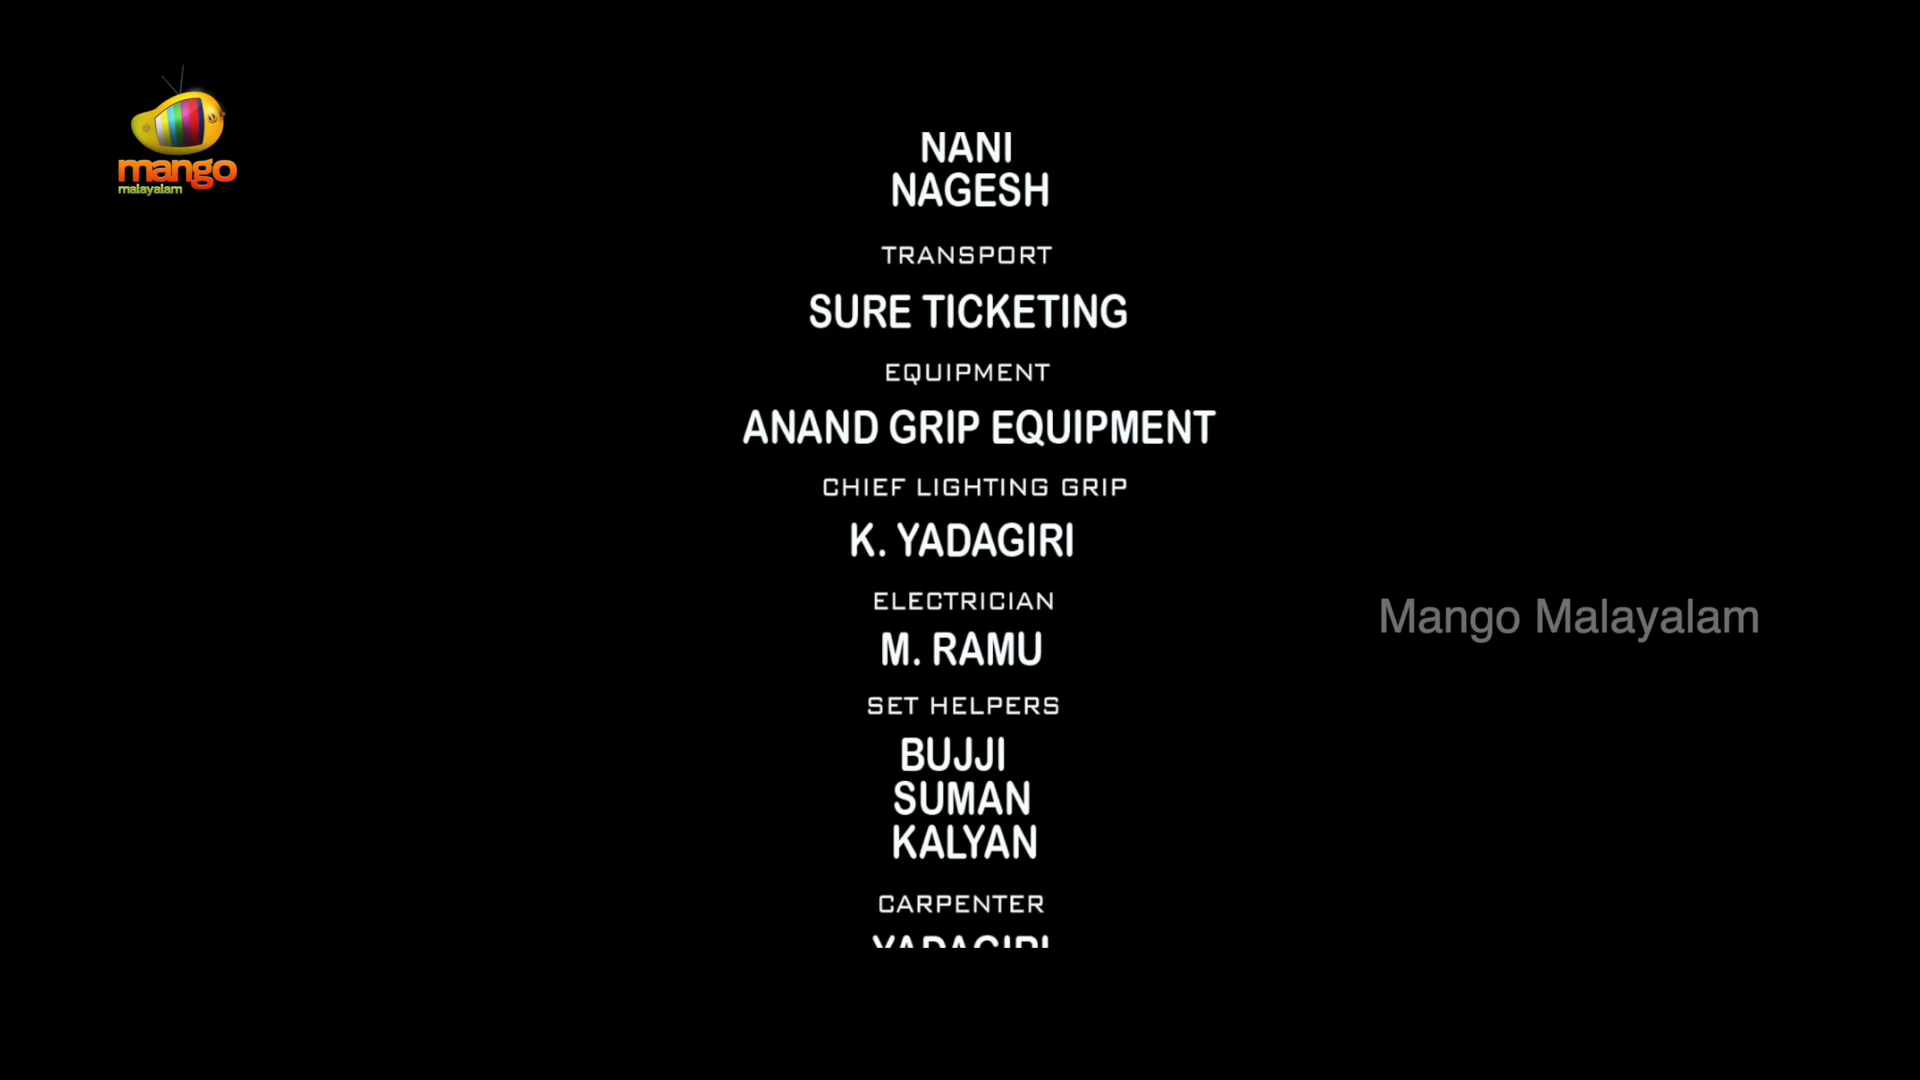 mango
malayalam
NANI
NAGESH
TRANSPORT
SURE TICKETING
EQUIPMENT
ANAND GRIP EQUIPMENT
CHIEF LIGHTING GRIP
K. YADAGIRI
ELECTRICIAN
M. RAMU
SET HELPERS
BUJJI
SUMAN
KALYAN
CARPENTER
YADAGIRI
Mango Malayalam